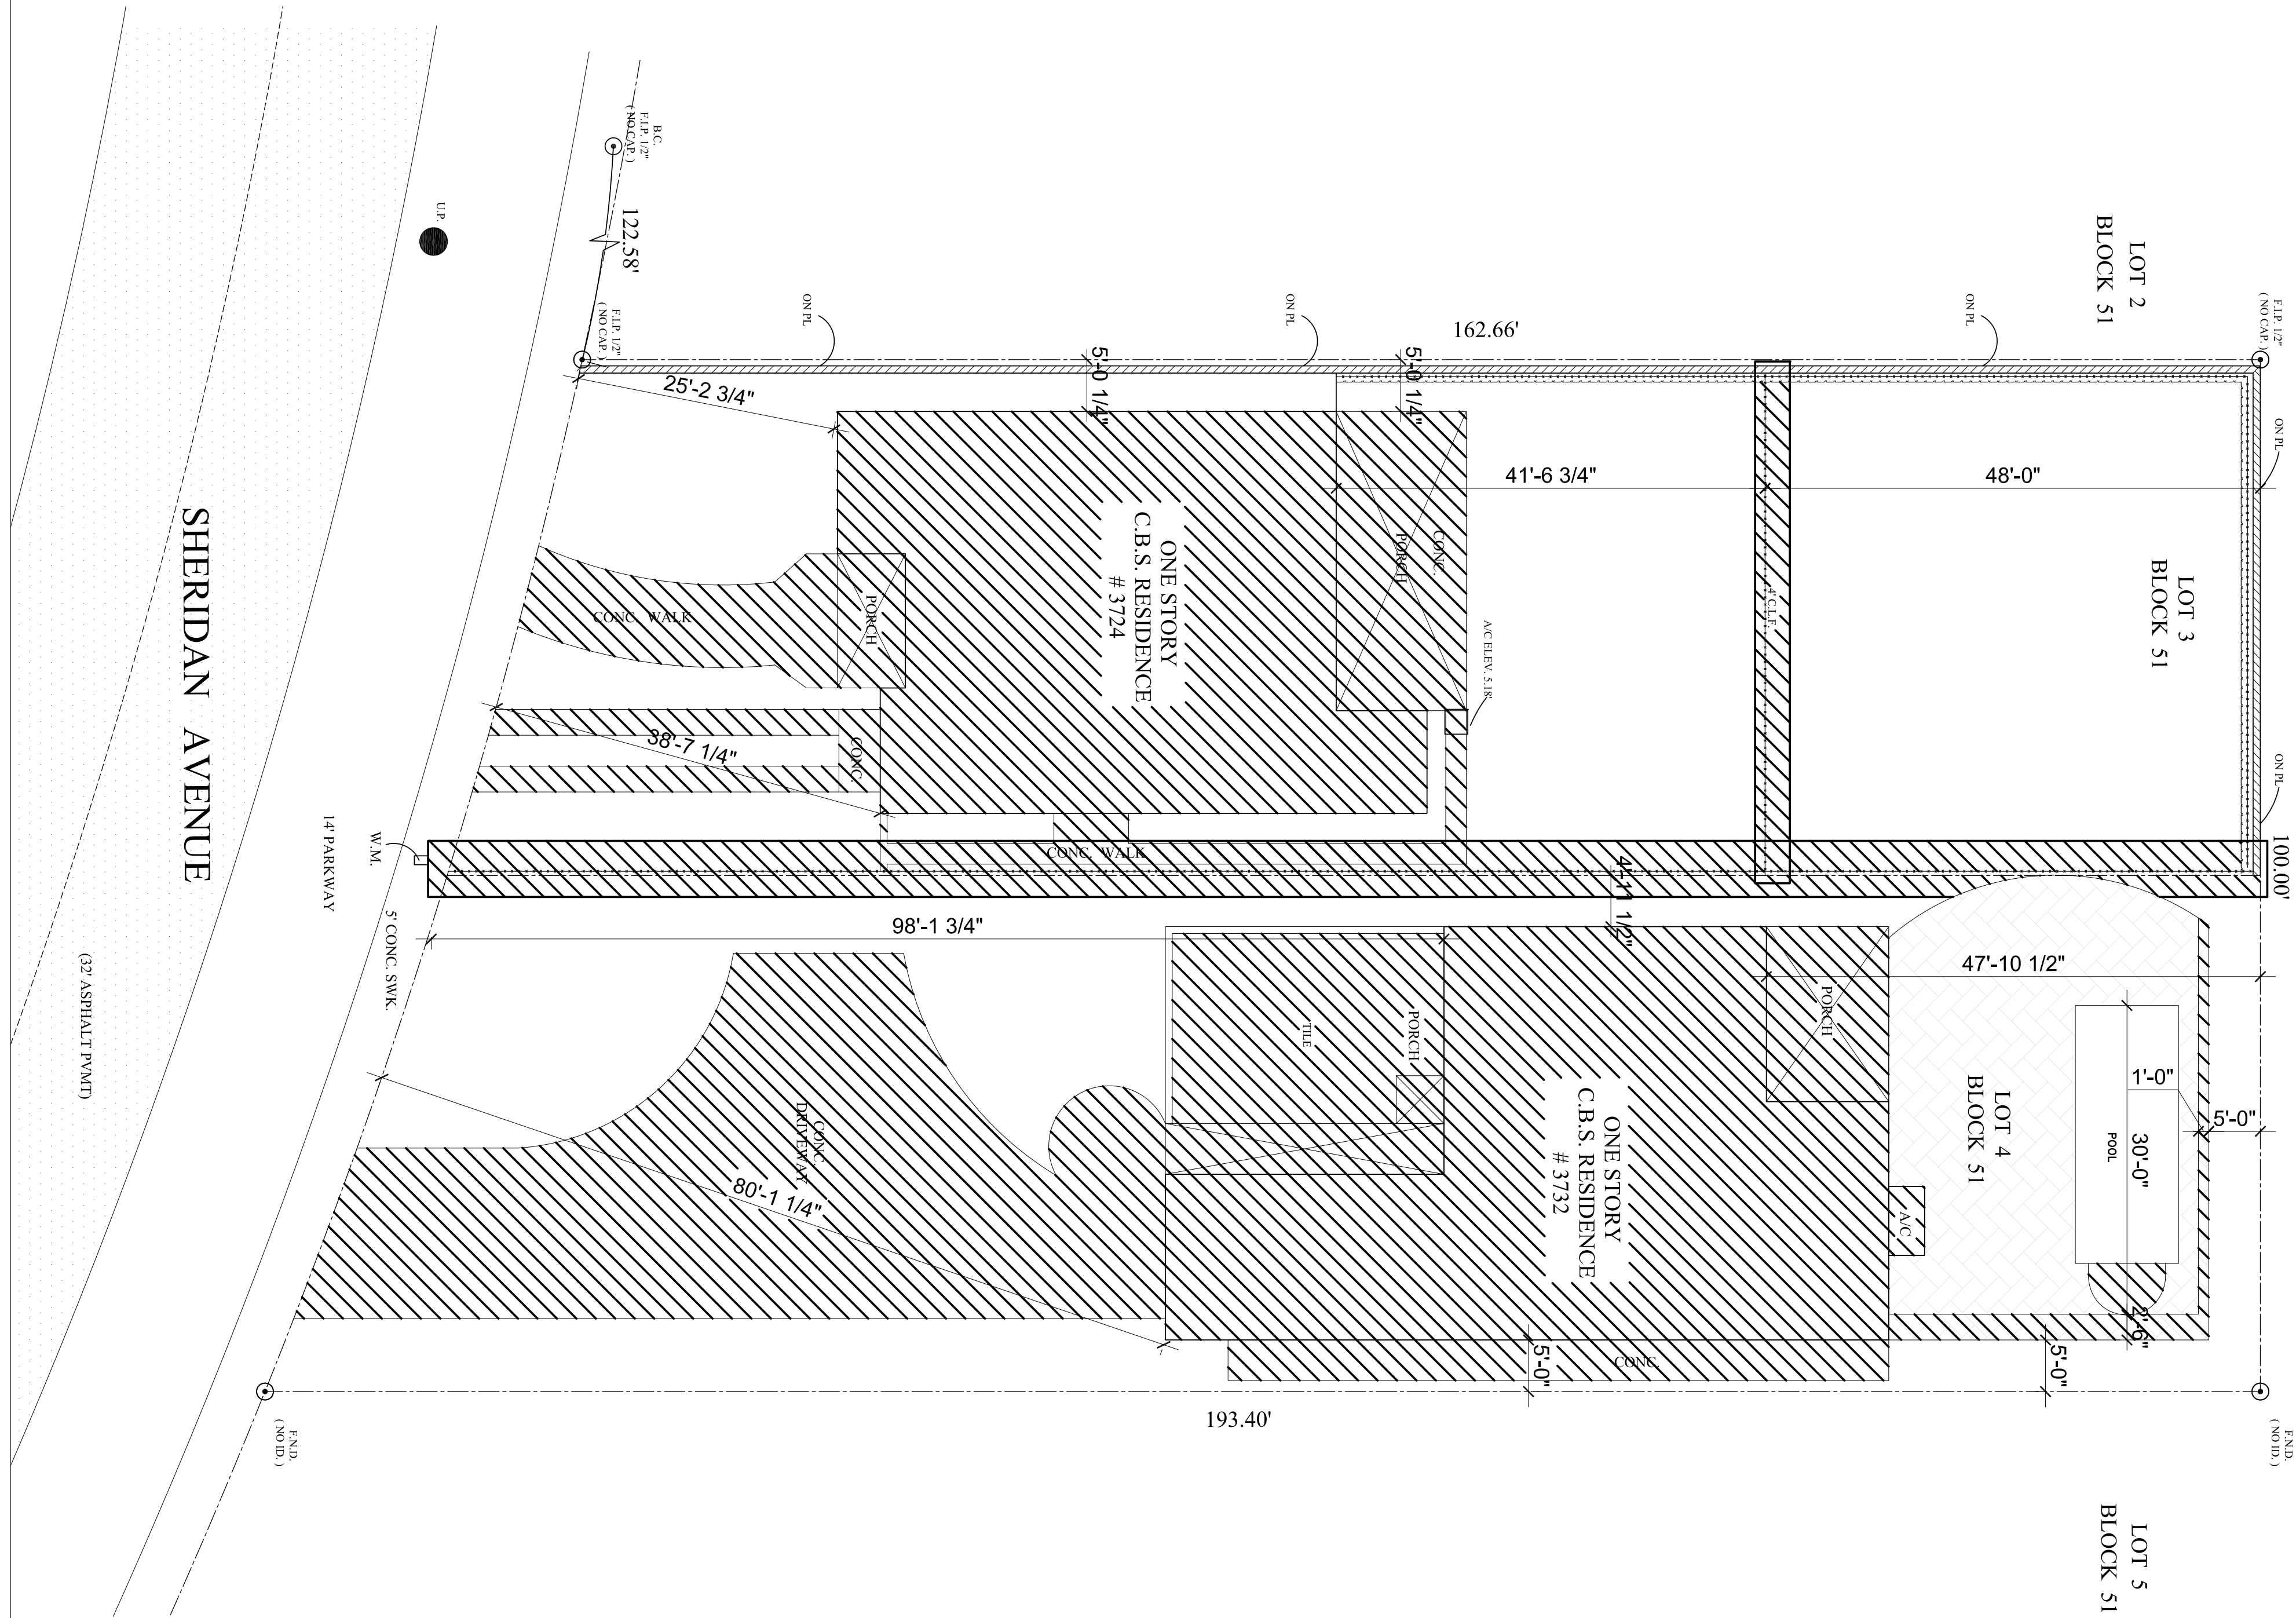 LOT 2
BLOCK 51
F.I.P. 1/2"
( NO CAP. )
ON PL
ON PL
100.00'
B.C.
F.I.P. 1/2"
( NO CAP. )
122.58'
F.I.P. 1/2"
( NO CAP. )
U.P.
ON PL
ON PL
ON PL
162.66'
25'-2 3/4"
5'-0 1/4"
5'-0 1/4"
41'-6 3/4"
48'-0"
LOT 3
BLOCK 51
ONE STORY
C.B.S. RESIDENCE
# 3724
CONC.
PORCH
A/C ELEV. 5.18'
4' C.L.F.
CONC. WALK
PORCH
CONC.
38'-7 1/4"
CONC. WALK
SHERIDAN AVENUE
14' PARKWAY
W.M.
5' CONC. SWK.
(32' ASPHALT PVMT)
98'-1 3/4"
4'-11 1/2"
47'-10 1/2"
TILE
PORCH
PORCH
ONE STORY
C.B.S. RESIDENCE
# 3732
LOT 4
BLOCK 51
POOL
30'-0"
1'-0"
5'-0"
2'-6"
A/C
CONC.
DRIVEWAY
80'-1 1/4"
CONC.
5'-0"
5'-0"
193.40'
F.N.D.
( NO ID. )
F.N.D.
( NO ID. )
LOT 5
BLOCK 51